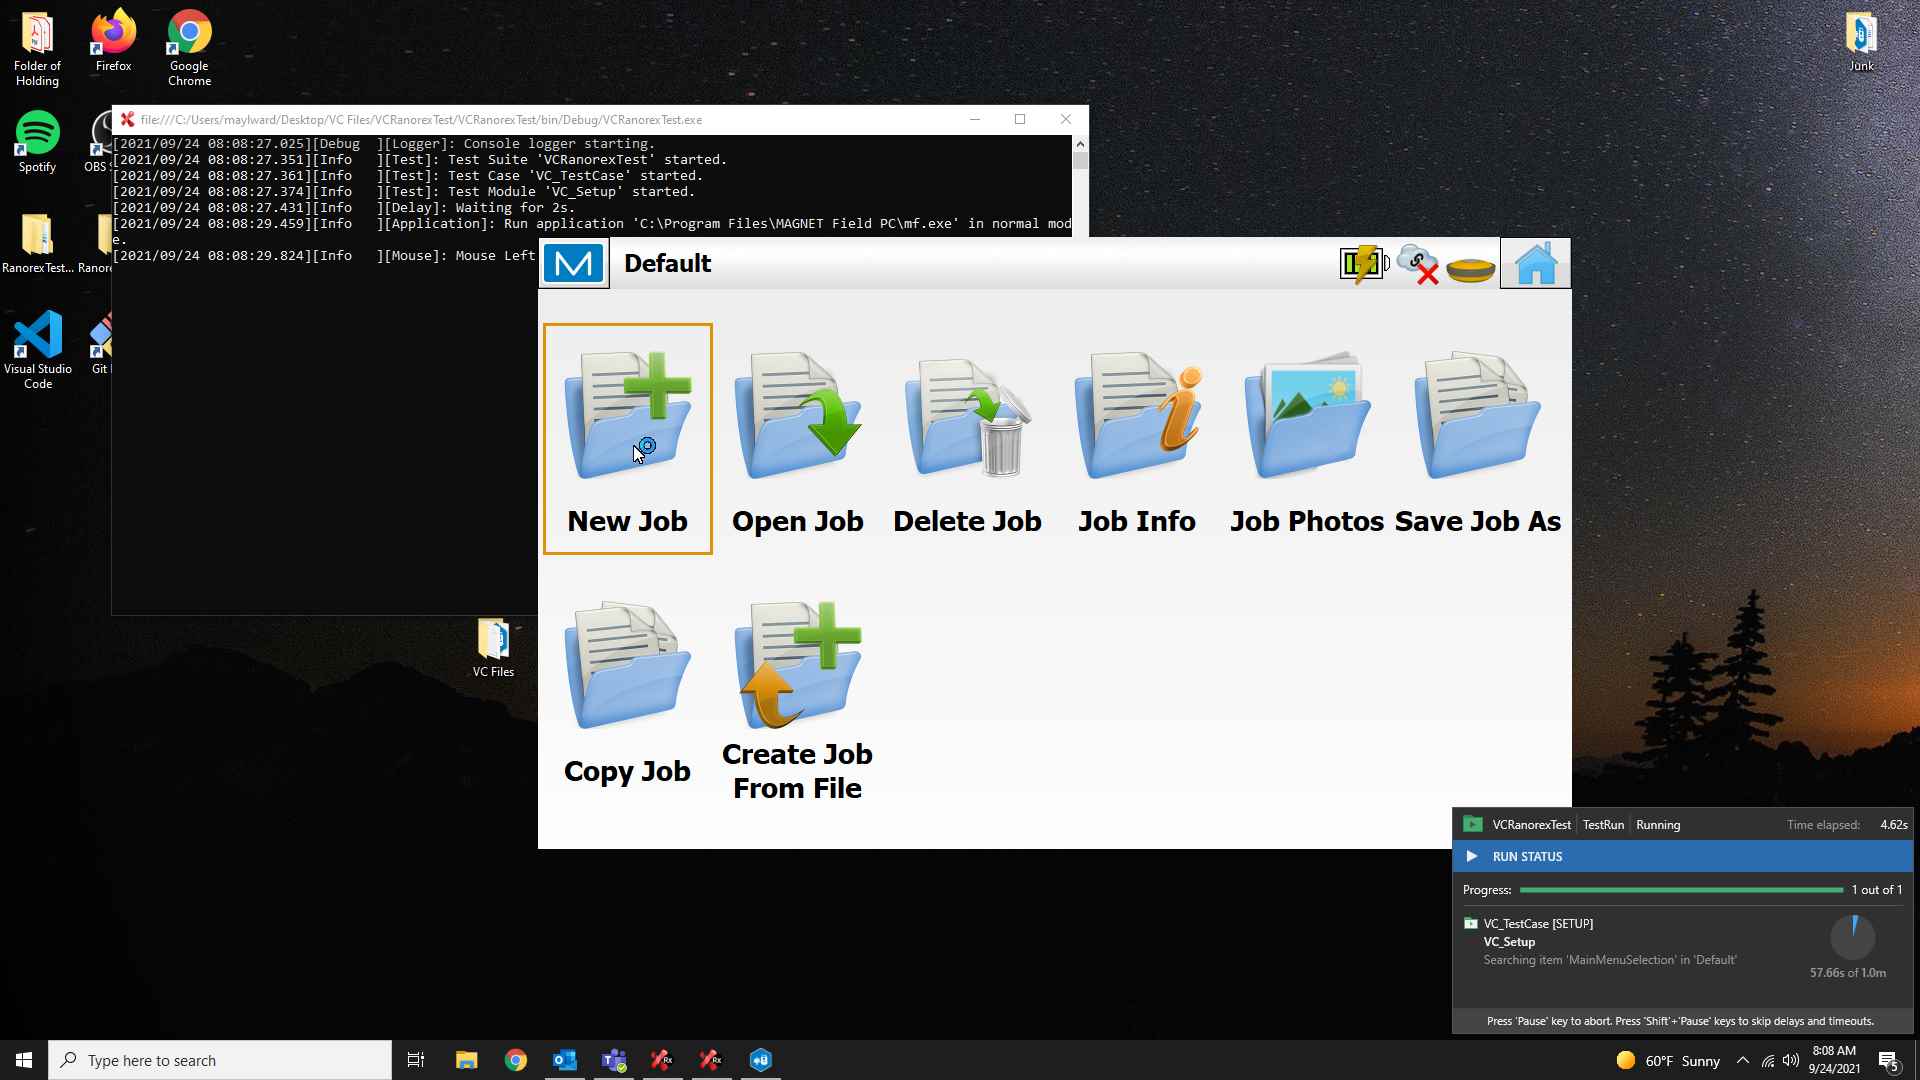 Folder of
Holding
Firefox
Google
Chrome
Junk
Spotify
OBS
RanorexTest...
Visual Studio
Code
Git
VC Files
file:///C:/Users/maylward/Desktop/VC Files/VCRanorexTest/VCRanorexTest/bin/Debug/VCRanorexTest.exe
[2021/09/24 08:08:27.025][Debug ][Logger]: Console logger starting.
[2021/09/24 08:08:27.351][Info ][Test]: Test Suite 'VCRanorexTest' started.
[2021/09/24 08:08:27.361][Info ][Test]: Test Case 'VC_TestCase' started.
[2021/09/24 08:08:27.374][Info ][Test]: Test Module 'VC_Setup' started.
[2021/09/24 08:08:27.431][Info ][Delay]: Waiting for 2s.
[2021/09/24 08:08:29.459][Info ][Application]: Run application 'C:\Program Files\MAGNET Field PC\mf.exe' in normal mod
e.
[2021/09/24 08:08:29.824][Info ][Mouse]: Mouse Left
Default
New Job
Open Job
Delete Job
Job Info
Job Photos
Save Job As
Copy Job
Create Job
From File
VCRanorexTest
TestRun
Running
Time elapsed:
4.62s
RUN STATUS
Progress:
1 out of 1
VC_TestCase [SETUP]
VC_Setup
Searching item 'MainMenuSelection' in 'Default'
57.66s of 1.0m
Press 'Pause' key to abort. Press 'Shift'+'Pause' keys to skip delays and timeouts.
Type here to search
60°F Sunny
8:08 AM
9/24/2021
5